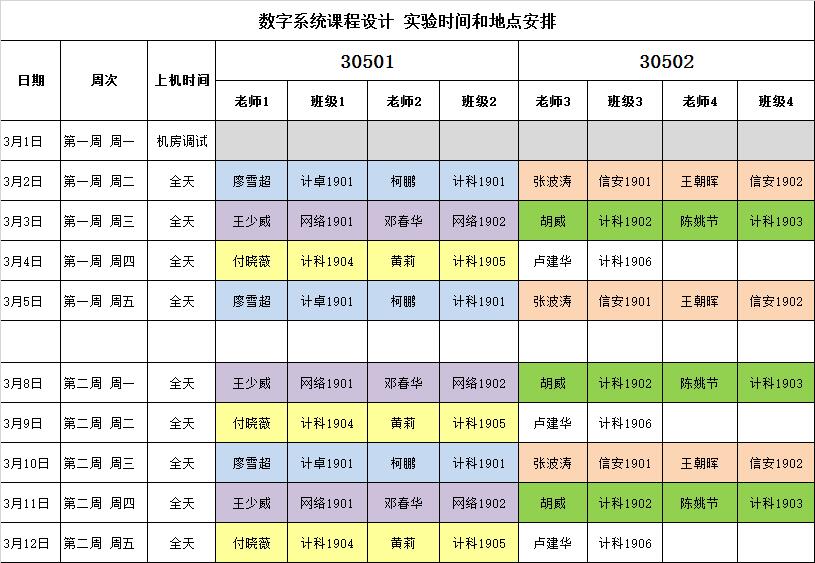 数字系统课程设计 实验时间和地点安排
日期 周次 上机时间 30501 30502
老师1 班级1 老师2 班级2 老师3 班级3 老师4 班级4
3月1日 第一周 周一 机房调试
3月2日 第一周 周二 全天 廖雪超 计卓1901 柯鹏 计科1901 张波涛 信安1901 王朝晖 信安1902
3月3日 第一周 周三 全天 王少威 网络1901 邓春华 网络1902 胡威 计科1902 陈姚节 计科1903
3月4日 第一周 周四 全天 付晓薇 计科1904 黄莉 计科1905 卢建华 计科1906
3月5日 第一周 周五 全天 廖雪超 计卓1901 柯鹏 计科1901 张波涛 信安1901 王朝晖 信安1902
3月8日 第二周 周一 全天 王少威 网络1901 邓春华 网络1902 胡威 计科1902 陈姚节 计科1903
3月9日 第二周 周二 全天 付晓薇 计科1904 黄莉 计科1905 卢建华 计科1906
3月10日 第二周 周三 全天 廖雪超 计卓1901 柯鹏 计科1901 张波涛 信安1901 王朝晖 信安1902
3月11日 第二周 周四 全天 王少威 网络1901 邓春华 网络1902 胡威 计科1902 陈姚节 计科1903
3月12日 第二周 周五 全天 付晓薇 计科1904 黄莉 计科1905 卢建华 计科1906